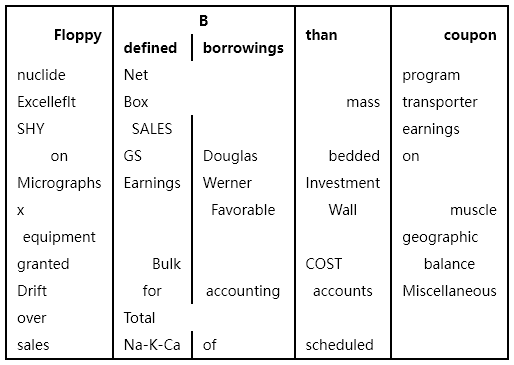 Floppy B than coupon
defined borrowings
nuclide Net program
Excelleflt Box mass transporter
SHY SALES earnings
on GS Douglas bedded on
Micrographs Earnings Werner Investment
x Favorable Wall muscle
equipment geographic
granted Bulk COST balance
Drift for accounting accounts Miscellaneous
over Total
sales Na-K-Ca of scheduled